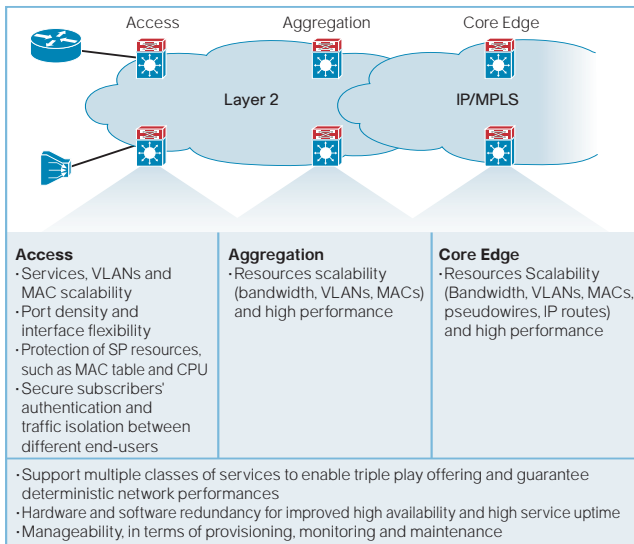 Access
Aggregation
Core Edge
Layer 2
IP/MPLS
Access
·Services, VLANs and
MAC scalability
·Port density and
interface flexibility
·Protection of SP resources,
such as MAC table and CPU
·Secure subscribers'
authentication and
traffic isolation between
different end-users
Aggregation
·Resources scalability
(bandwidth, VLANs, MACs)
and high performance
Core Edge
·Resources Scalability
(Bandwidth, VLANs, MACs,
pseudowires, IP routes)
and high performance
·Support multiple classes of services to enable triple play offering and guarantee
deterministic network performances
·Hardware and software redundancy for improved high availability and high service uptime
·Manageability, in terms of provisioning, monitoring and maintenance